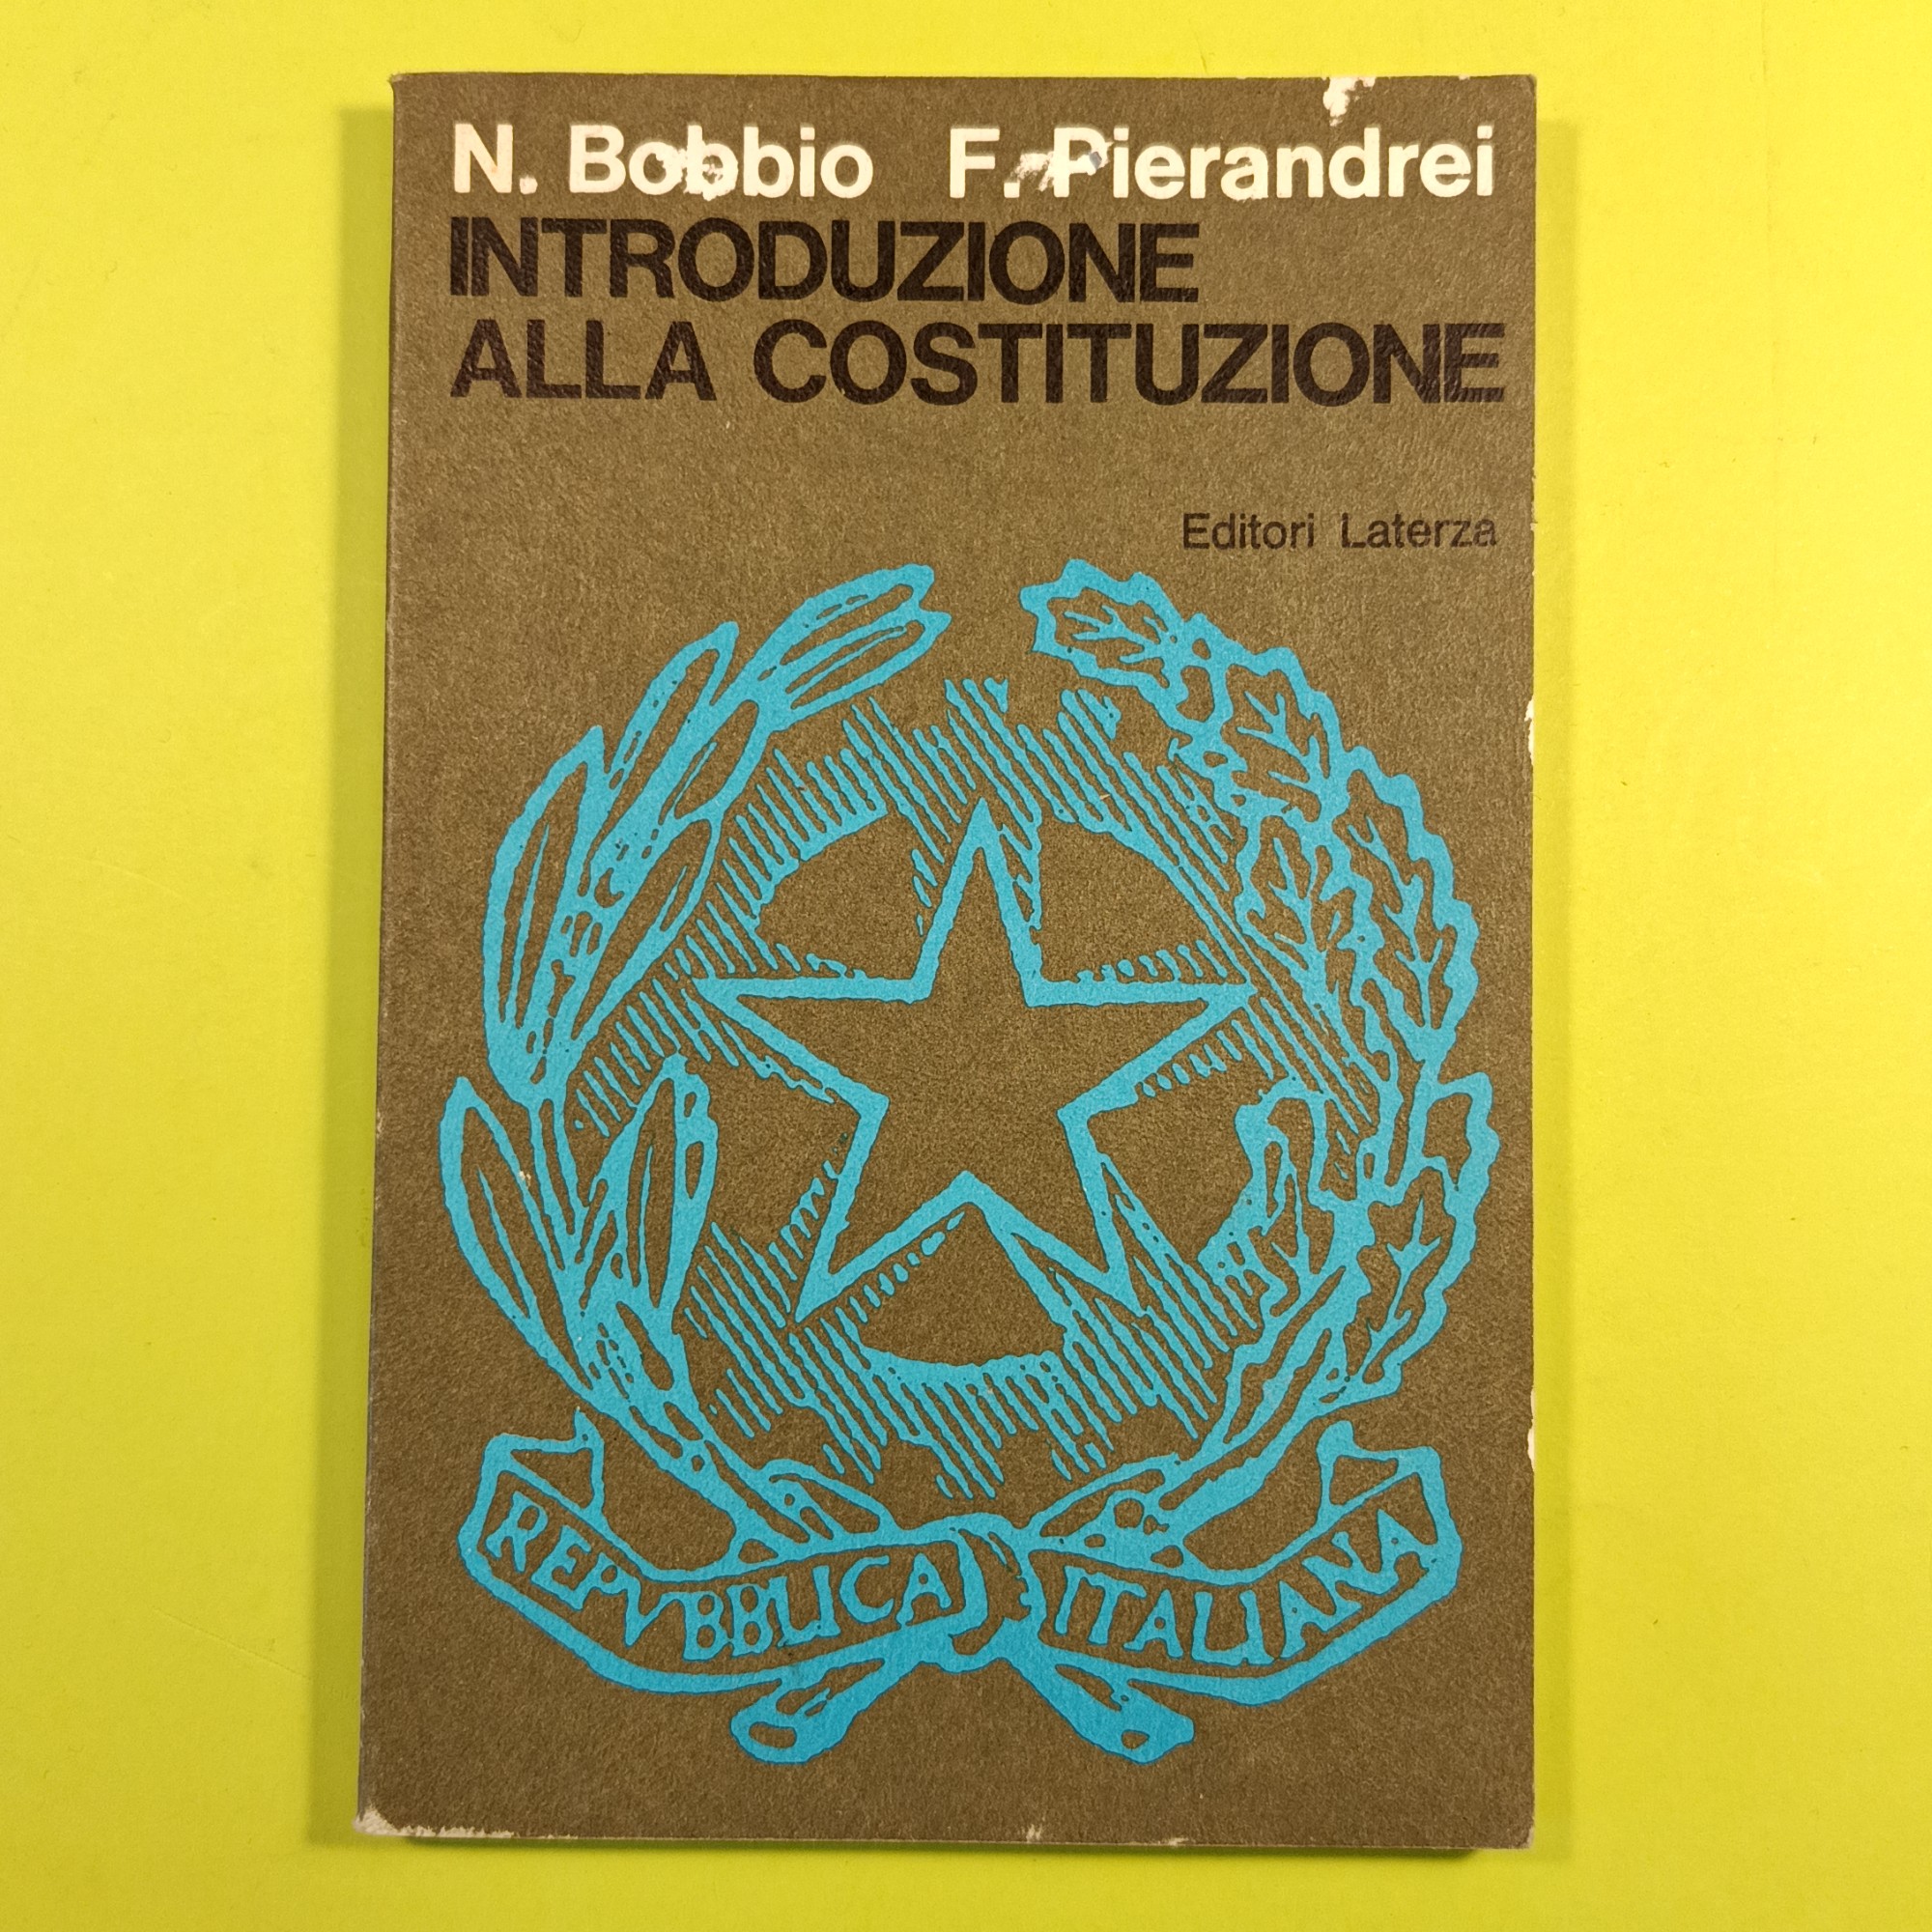 N. Bobbio F. Pierandrei
INTRODUZIONE
ALLA COSTITUZIONE
Editori Laterza
REPVBBLICA ITALIANA